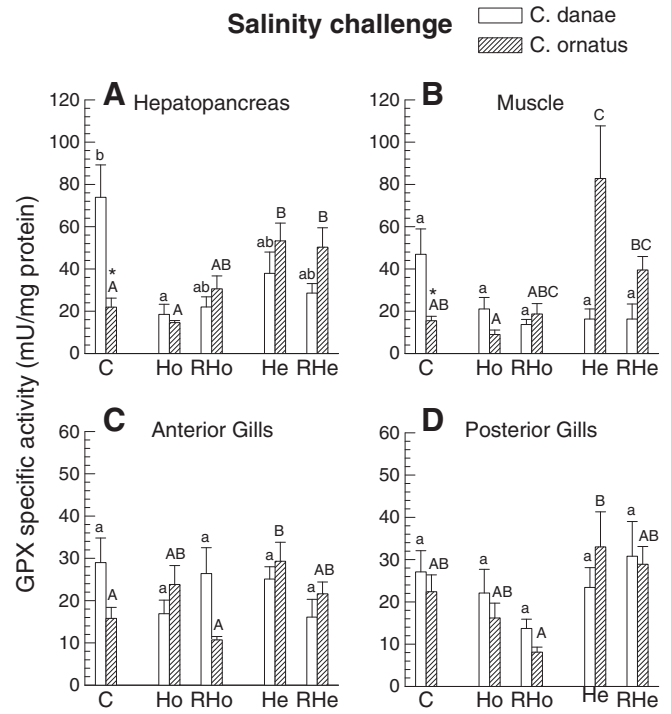 Salinity challenge
C. danae
C. ornatus
GPX specific activity (mU/mg protein)
A Hepatopancreas
120
100
80
60
40
20
0
b
*
A
a
A
ab
AB
ab
B
ab
B
C Ho RHo He RHe
B Muscle
120
100
80
60
40
20
0
a
*
AB
a
A
a
ABC
a
C
a
BC
C Ho RHo He RHe
C Anterior Gills
60
50
40
30
20
10
0
a
A
a
AB
a
A
a
B
a
AB
C Ho RHo He RHe
D Posterior Gills
60
50
40
30
20
10
0
a
AB
a
AB
a
A
a
B
a
AB
C Ho RHo He RHe